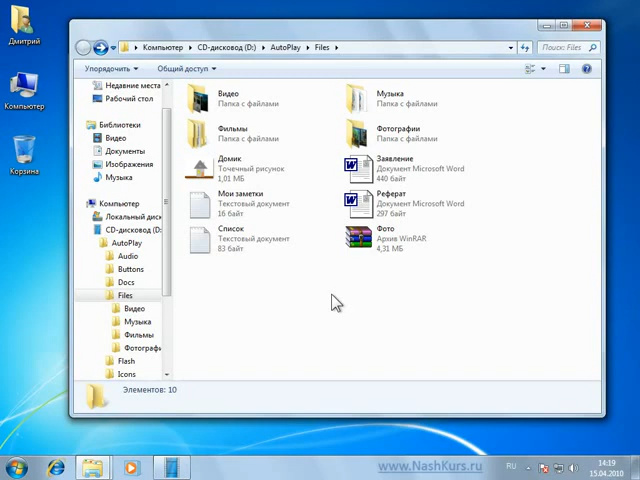 Дмитрий
Компьютер
Корзина
Компьютер
CD-дисковод (D:)
AutoPlay
Files
Поиск: Files
Упорядочить
Общий доступ
Недавние места
Рабочий стол
Библиотеки
Видео
Документы
Изображения
Музыка
Компьютер
Локальный диск
CD-дисковод (D:
AutoPlay
Audio
Buttons
Docs
Files
Видео
Музыка
Фильмы
Фотографи
Flash
Icons
Видео
Папка с файлами
Музыка
Папка с файлами
Фильмы
Папка с файлами
Фотографии
Папка с файлами
Домик
Точечный рисунок
1,01 МБ
Заявление
Документ Microsoft Word
440 байт
Мои заметки
Текстовый документ
16 байт
Реферат
Документ Microsoft Word
297 байт
Список
Текстовый документ
83 байт
Фото
Архив WinRAR
4,31 МБ
Элементов: 10
www.NashKurs.ru
RU
14:19
15.04.2010